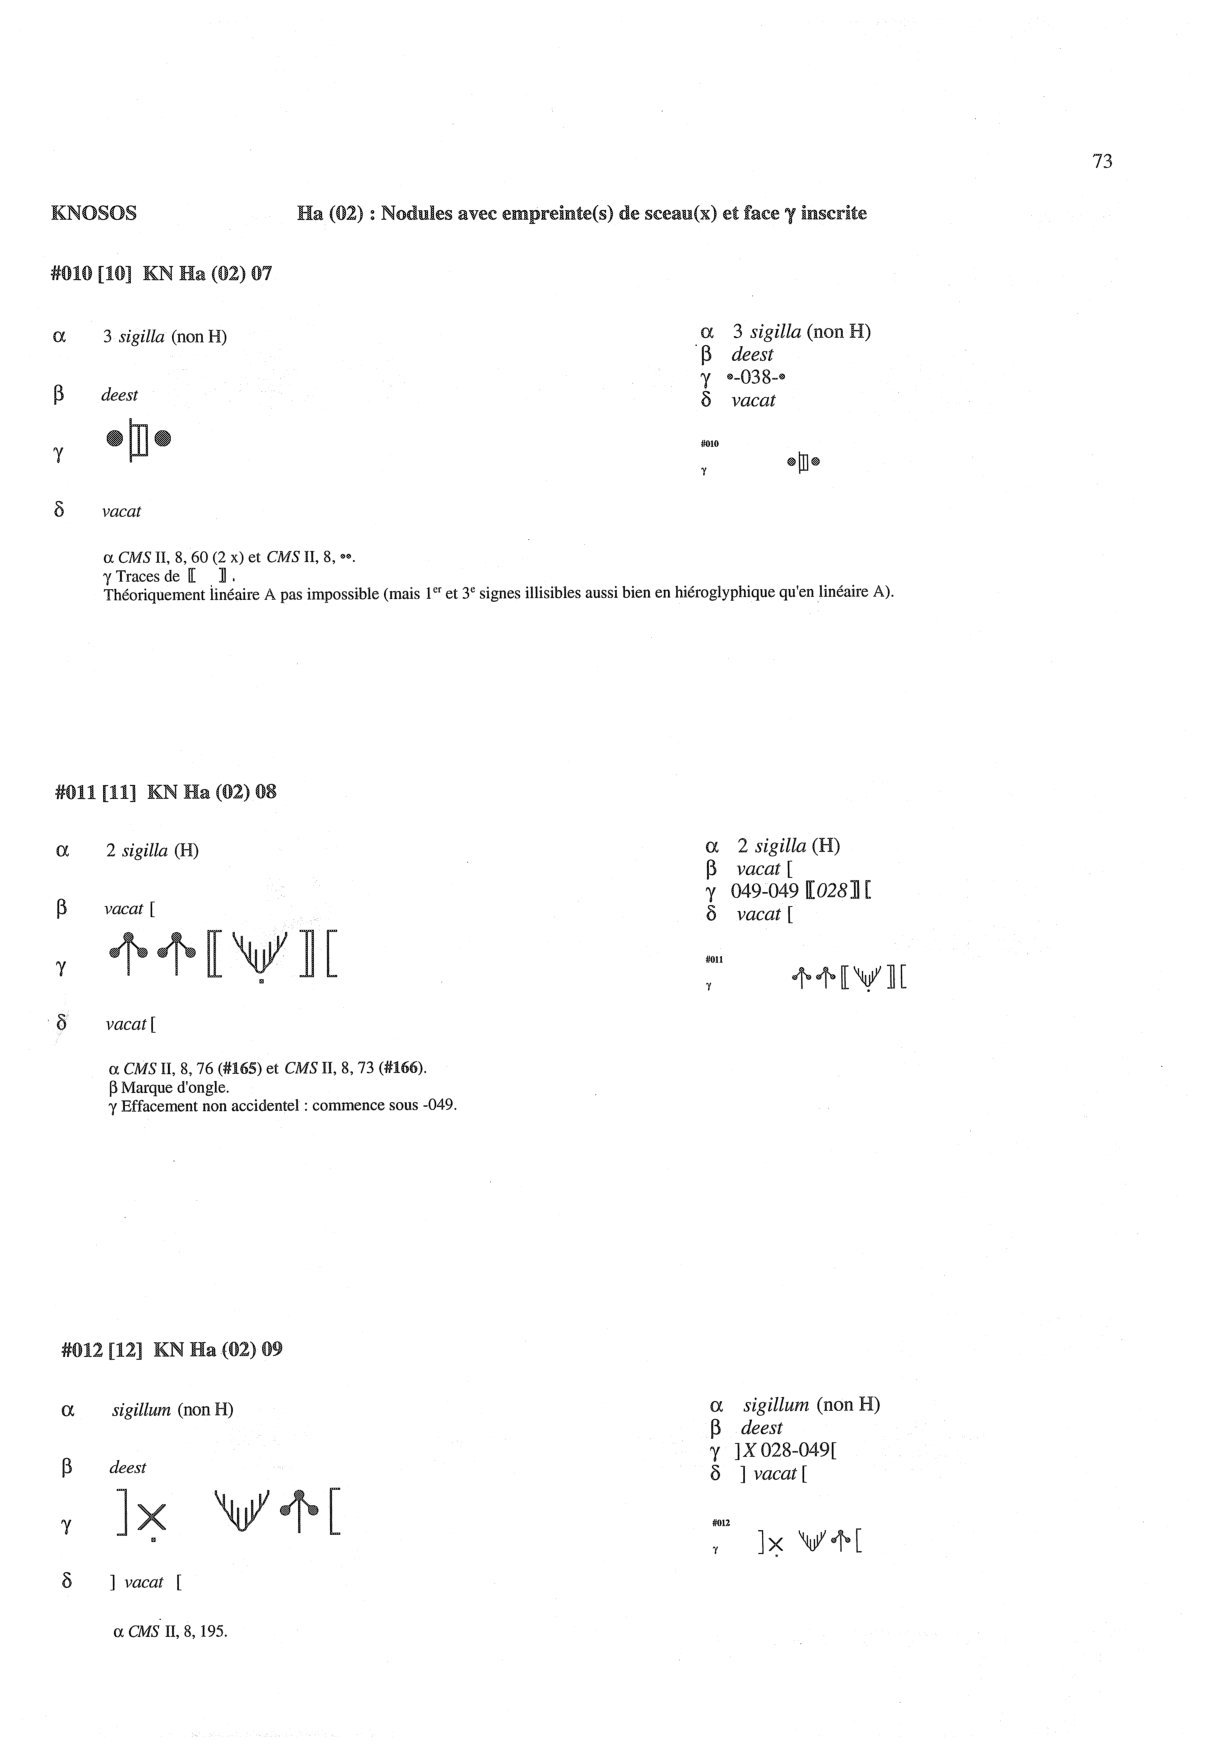 73
KNOSOS Ha (02) : Nodules avec empreinte(s) de sceau(x) et face γ inscrite
#010 [10] KN Ha (02) 07
α 3 sigilla (non H)
β deest
γ
δ vacat
α 3 sigilla (non H)
β deest
γ •-038-•
δ vacat
#010
γ
α CMS II, 8, 60 (2 x) et CMS II, 8, ••.
γ Traces de ⟦ ⟧.
Théoriquement linéaire A pas impossible (mais 1er et 3e signes illisibles aussi bien en hiéroglyphique qu'en linéaire A).
#011 [11] KN Ha (02) 08
α 2 sigilla (H)
β vacat [
γ ⟦ ⟧ [
δ vacat [
α 2 sigilla (H)
β vacat [
γ 049-049 ⟦028⟧ [
δ vacat [
#011
γ ⟦ ⟧ [
α CMS II, 8, 76 (#165) et CMS II, 8, 73 (#166).
β Marque d'ongle.
γ Effacement non accidentel : commence sous -049.
#012 [12] KN Ha (02) 09
α sigillum (non H)
β deest
γ ]X [
δ ] vacat [
α sigillum (non H)
β deest
γ ]X 028-049[
δ ] vacat [
#012
γ ]X [
α CMS II, 8, 195.